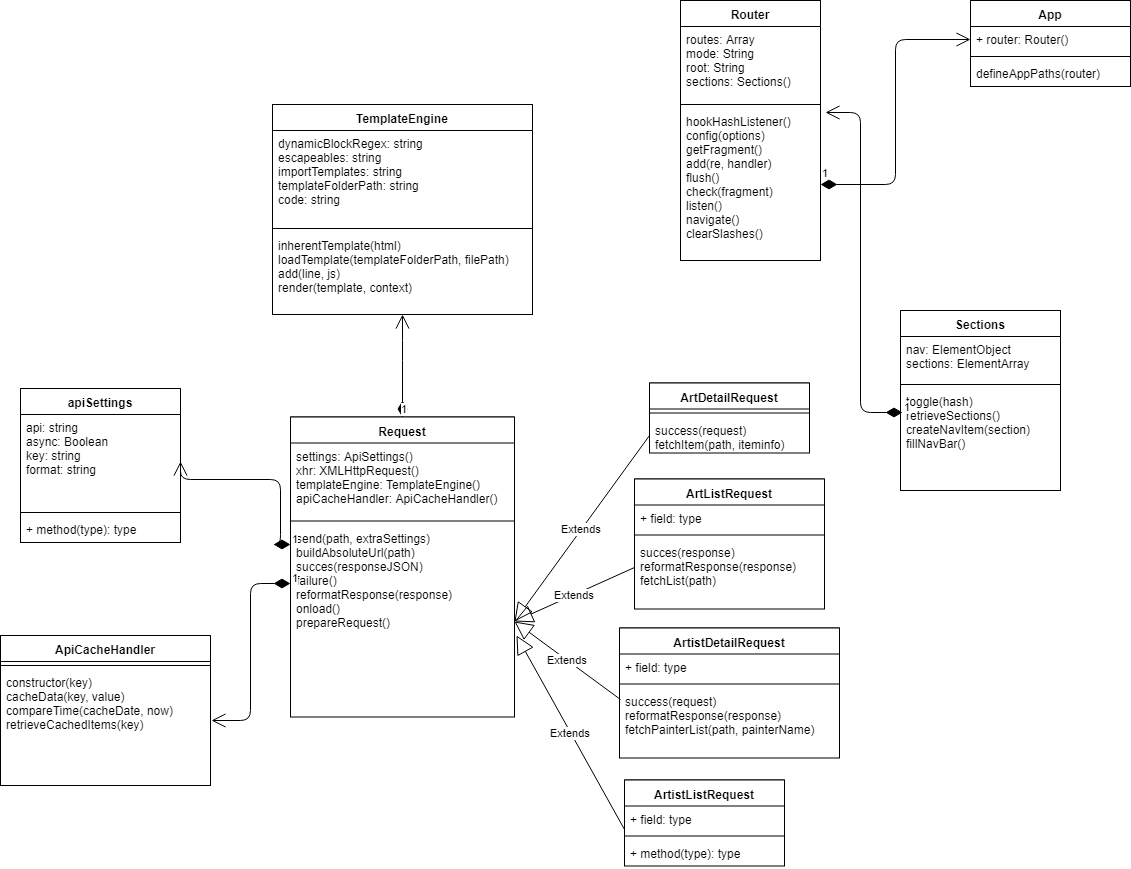 Router
routes: Array
mode: String
root: String
sections: Sections()
hookHashListener()
config(options)
getFragment()
add(re, handler)
flush()
check(fragment)
listen()
navigate()
clearSlashes()
1
App
+ router: Router()
defineAppPaths(router)
TemplateEngine
dynamicBlockRegex: string
escapeables: string
importTemplates: string
templateFolderPath: string
code: string
inherentTemplate(html)
loadTemplate(templateFolderPath, filePath)
add(line, js)
render(template, context)
1
Sections
nav: ElementObject
sections: ElementArray
toggle(hash)
1
retrieveSections()
createNavItem(section)
fillNavBar()
apiSettings
api: string
async: Boolean
key: string
format: string
+ method(type): type
Request
settings: ApiSettings()
xhr: XMLHttpRequest()
templateEngine: TemplateEngine()
apiCacheHandler: ApiCacheHandler()
1
send(path, extraSettings)
buildAbsoluteUrl(path)
succes(responseJSON)
1
failure()
reformatResponse(response)
onload()
prepareRequest()
ArtDetailRequest
success(request)
fetchItem(path, iteminfo)
Extends
ArtListRequest
+ field: type
succes(response)
reformatResponse(response)
fetchList(path)
Extends
ArtistDetailRequest
+ field: type
success(request)
reformatResponse(response)
fetchPainterList(path, painterName)
Extends
ArtistListRequest
+ field: type
+ method(type): type
Extends
ApiCacheHandler
constructor(key)
cacheData(key, value)
compareTime(cacheDate, now)
retrieveCachedItems(key)